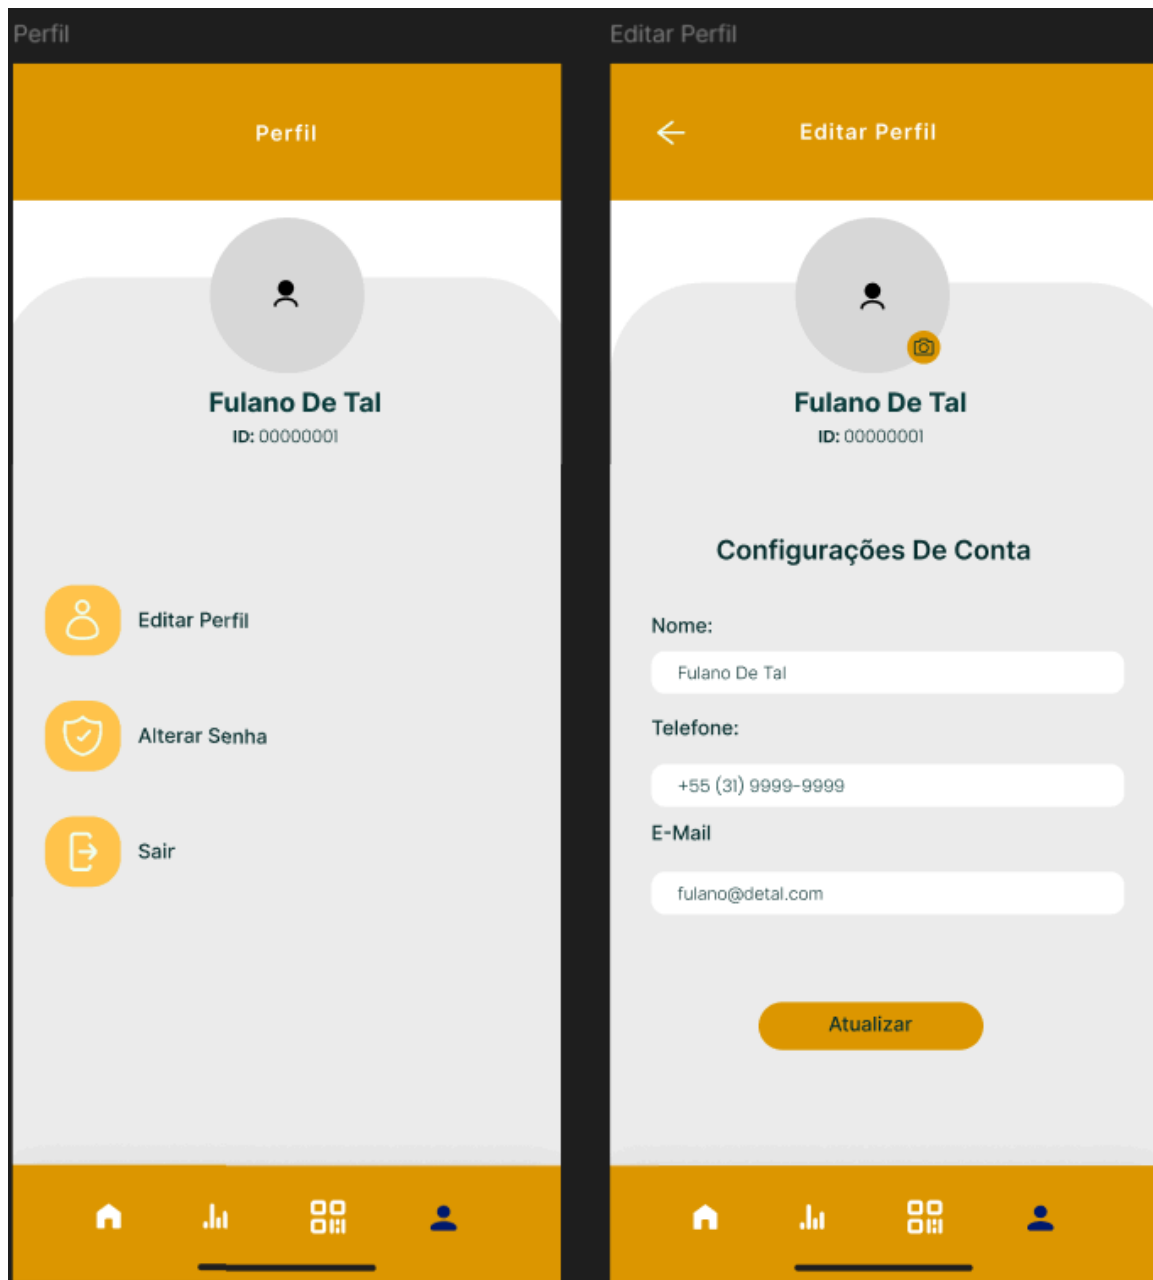 Perfil
Perfil
Fulano De Tal
ID: 00000001
Editar Perfil
Alterar Senha
Sair
Editar Perfil
Editar Perfil
Fulano De Tal
ID: 00000001
Configurações De Conta
Nome:
Fulano De Tal
Telefone:
+55 (31) 9999-9999
E-Mail
fulano@detal.com
Atualizar